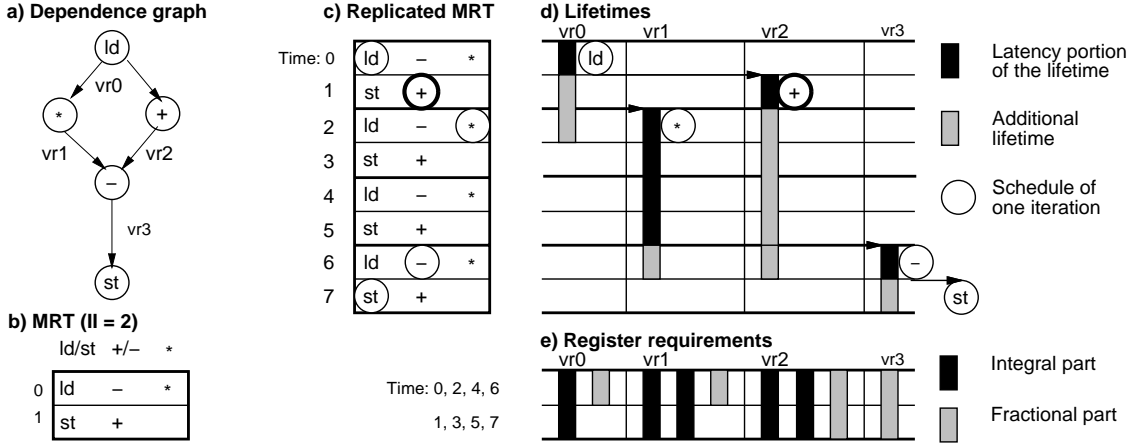 a) Dependence graph
ld
vr0
* +
vr1 vr2
–
vr3
st
b) MRT (II = 2)
ld/st +/– *
0 ld – *
1 st +
c) Replicated MRT
Time: 0 ld – *
1 st +
2 ld – *
3 st +
4 ld – *
5 st +
6 ld – *
7 st +
d) Lifetimes
vr0 vr1 vr2 vr3
ld
+
*
–
st
Latency portion
of the lifetime
Additional
lifetime
Schedule of
one iteration
e) Register requirements
vr0 vr1 vr2 vr3
Time: 0, 2, 4, 6
1, 3, 5, 7
Integral part
Fractional part